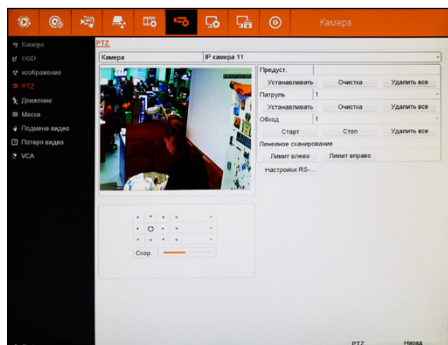 Камера
Камера
OSD
изображение
PTZ
Движение
Маска
Подмена видео
Потеря видео
VCA
PTZ
Камера IP камера 11
Предуст.
Устанавливать Очистка Удалить все
Патруль 1
Устанавливать Очистка Удалить все
Обход 1
Старт Стоп Удалить все
Линейное сканирование
Лимит влево Лимит вправо
Настройки RS-...
Скор.
PTZ Назад